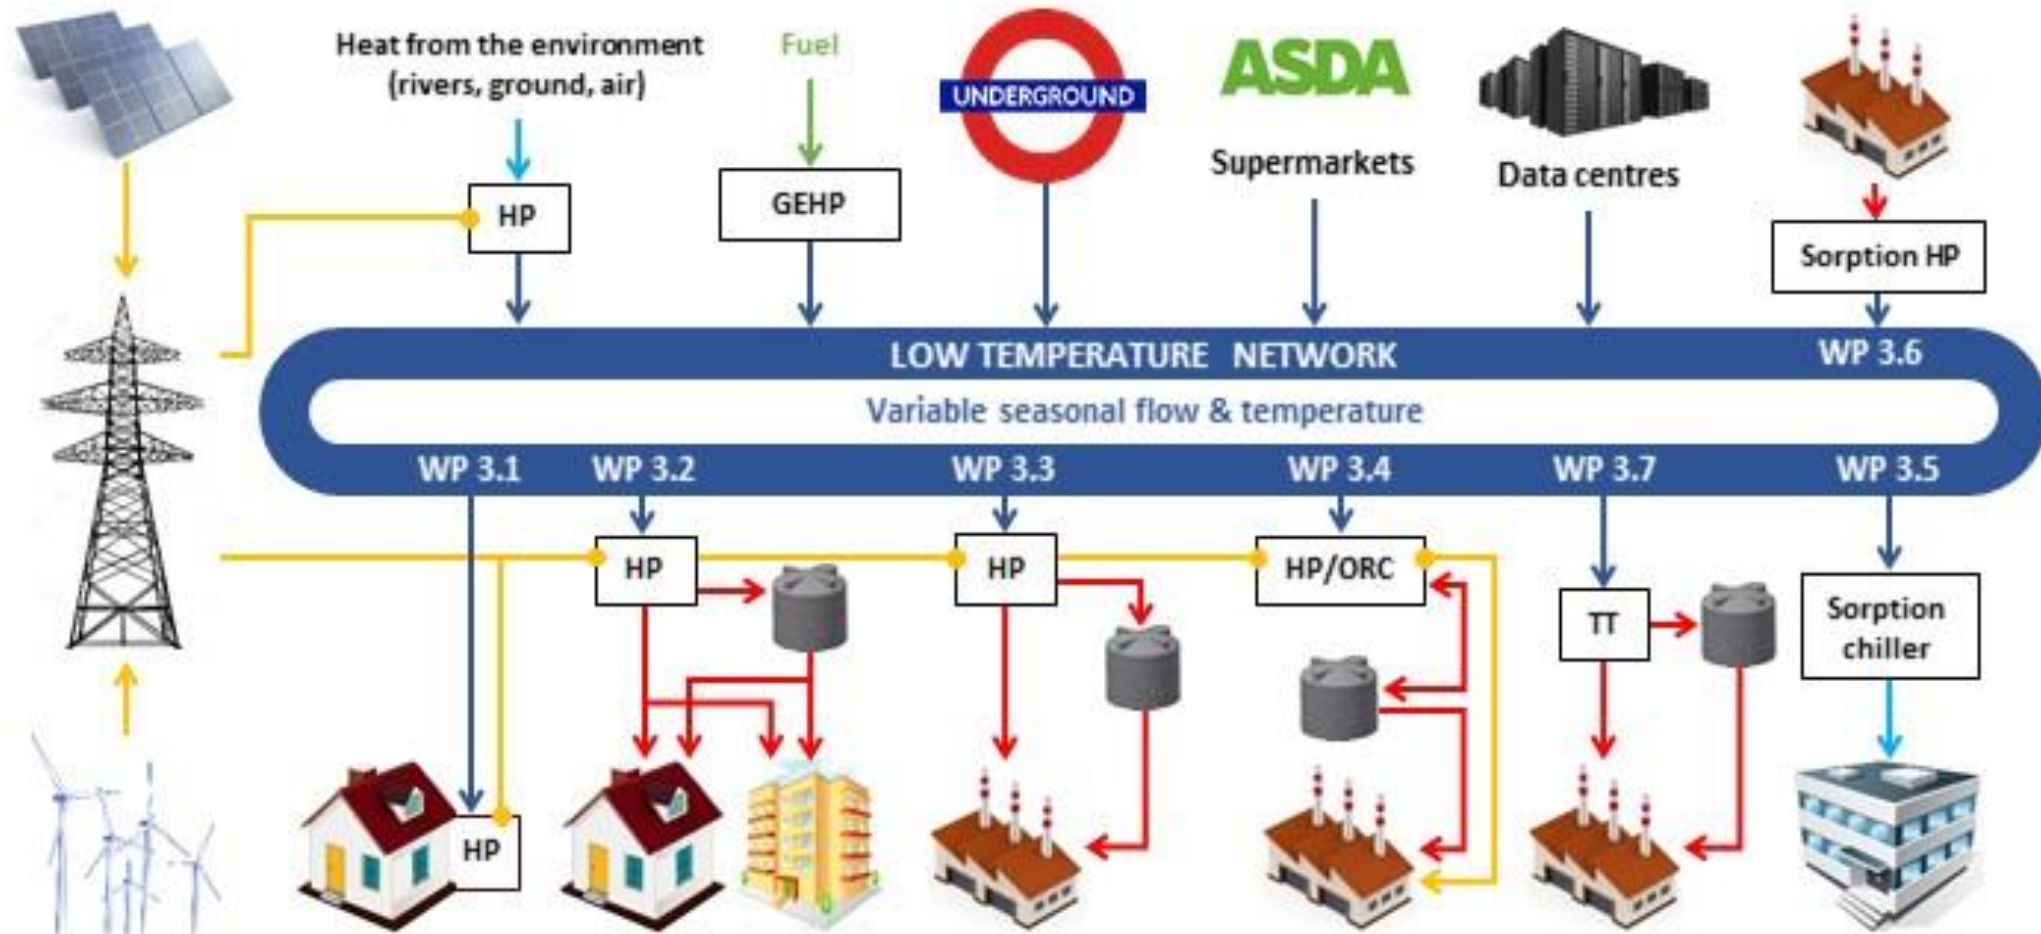 Heat from the environment
(rivers, ground, air)
Fuel
UNDERGROUND
ASDA
Supermarkets
Data centres
HP
GEHP
Sorption HP
LOW TEMPERATURE NETWORK
WP 3.6
Variable seasonal flow & temperature
WP 3.1
WP 3.2
WP 3.3
WP 3.4
WP 3.7
WP 3.5
HP
HP
HP/ORC
TT
Sorption
chiller
HP